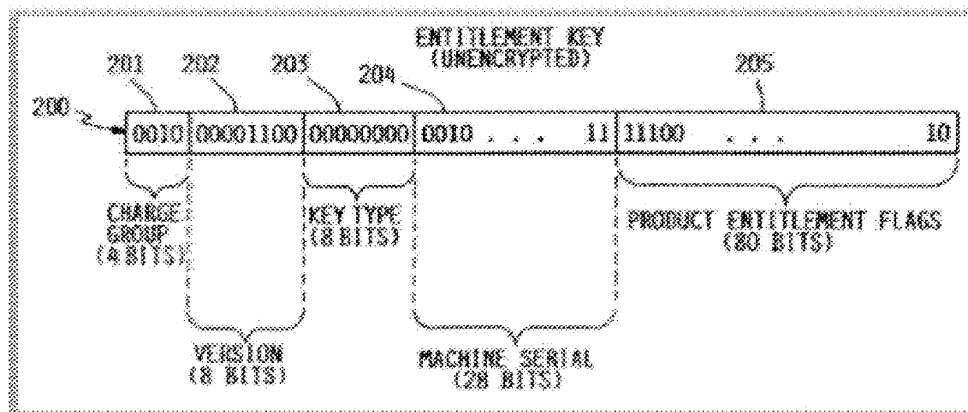 ENTITLEMENT KEY
(UNENCRYPTED)
201 202 203 204 205
200
0010 00001100 00000000 0010 . . . 11 11100 . . . 10
CHARGE
GROUP
(4 BITS)
KEY TYPE
(8 BITS)
PRODUCT ENTITLEMENT FLAGS
(80 BITS)
VERSION
(8 BITS)
MACHINE SERIAL
(28 BITS)